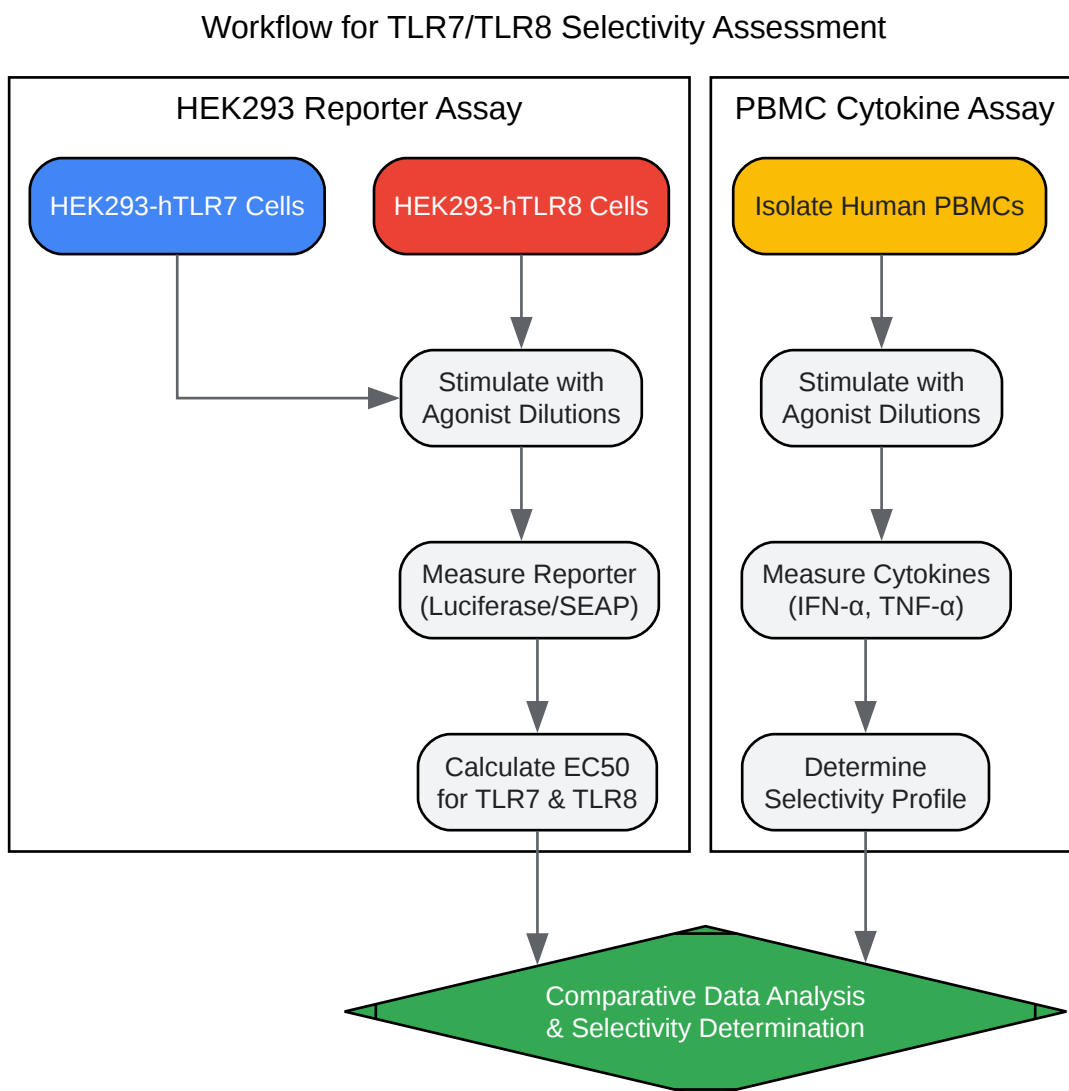 Workflow for TLR7/TLR8 Selectivity Assessment
HEK293 Reporter Assay
HEK293-hTLR7 Cells
HEK293-hTLR8 Cells
Stimulate with
Agonist Dilutions
Measure Reporter
(Luciferase/SEAP)
Calculate EC50
for TLR7 & TLR8
PBMC Cytokine Assay
Isolate Human PBMCs
Stimulate with
Agonist Dilutions
Measure Cytokines
(IFN-α, TNF-α)
Determine
Selectivity Profile
Comparative Data Analysis
& Selectivity Determination